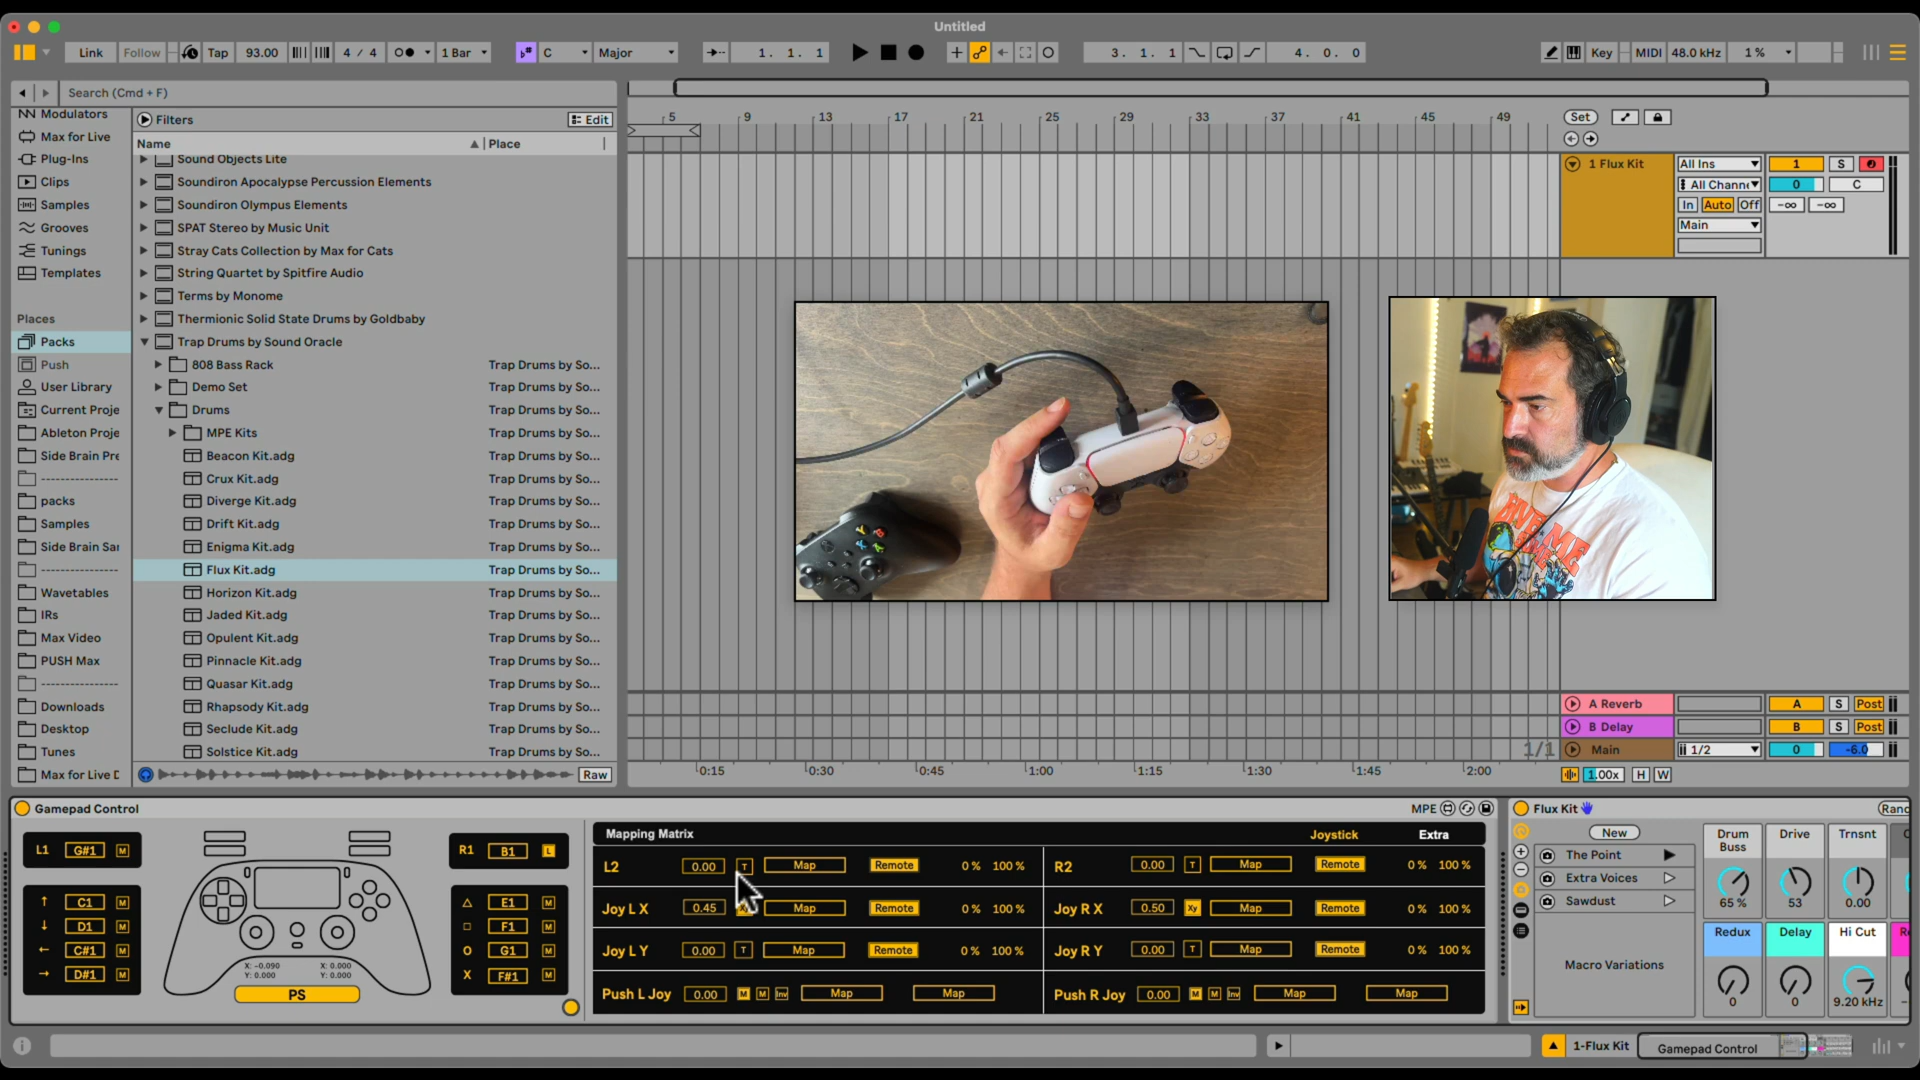 Untitled
Link Follow Tap 93.00 4 / 4 1 Bar C Major 1. 1. 1 3. 1. 1 4. 0. 0 Key MIDI 48.0 kHz 1 %
Search (Cmd + F)
Modulators
Max for Live
Plug-Ins
Clips
Samples
Grooves
Tunings
Templates
Places
Packs
Push
User Library
Current Proje
Ableton Proje
Side Brain Pre
--------------
packs
Samples
Side Brain Sar
--------------
Wavetables
IRs
Max Video
PUSH Max
--------------
Downloads
Desktop
Tunes
Max for Live D
Filters Edit
Name Place
Sound Objects Lite
Soundiron Apocalypse Percussion Elements
Soundiron Olympus Elements
SPAT Stereo by Music Unit
Stray Cats Collection by Max for Cats
String Quartet by Spitfire Audio
Terms by Monome
Thermionic Solid State Drums by Goldbaby
Trap Drums by Sound Oracle
808 Bass Rack Trap Drums by So...
Demo Set Trap Drums by So...
Drums Trap Drums by So...
MPE Kits Trap Drums by So...
Beacon Kit.adg Trap Drums by So...
Crux Kit.adg Trap Drums by So...
Diverge Kit.adg Trap Drums by So...
Drift Kit.adg Trap Drums by So...
Enigma Kit.adg Trap Drums by So...
Flux Kit.adg Trap Drums by So...
Horizon Kit.adg Trap Drums by So...
Jaded Kit.adg Trap Drums by So...
Opulent Kit.adg Trap Drums by So...
Pinnacle Kit.adg Trap Drums by So...
Quasar Kit.adg Trap Drums by So...
Rhapsody Kit.adg Trap Drums by So...
Seclude Kit.adg Trap Drums by So...
Solstice Kit.adg Trap Drums by So...
Raw
5 9 13 17 21 25 29 33 37 41 45 49
Set
1 Flux Kit All Ins 1 S
All Channe 0 C
In Auto Off -∞ -∞
Main
A Reverb A S Post
B Delay B S Post
1/1 Main 1/2 0 -6.0
0:15 0:30 0:45 1:00 1:15 1:30 1:45 2:00
1.00x H W
Gamepad Control MPE
L1 G#1 M
↑ C1 M
↓ D1 M
← C#1 M
→ D#1 M
X: -0.090 X: 0.000
Y: 0.000 Y: 0.000
PS
R1 B1 L
△ E1 M
□ F1 M
O G1 M
X F#1 M
Mapping Matrix Joystick Extra
L2 0.00 T Map Remote 0 % 100 % R2 0.00 T Map Remote 0 % 100 %
Joy L X 0.45 Map Remote 0 % 100 % Joy R X 0.50 Xy Map Remote 0 % 100 %
Joy L Y 0.00 T Map Remote 0 % 100 % Joy R Y 0.00 T Map Remote 0 % 100 %
Push L Joy 0.00 M M Inv Map Map Push R Joy 0.00 M M Inv Map Map
Flux Kit Ranc
New
The Point
Extra Voices
Sawdust
Macro Variations
Drum Buss Drive Trnsnt
65 % 53 0.00
Redux Delay Hi Cut
0 0 9.20 kHz
1-Flux Kit Gamepad Control